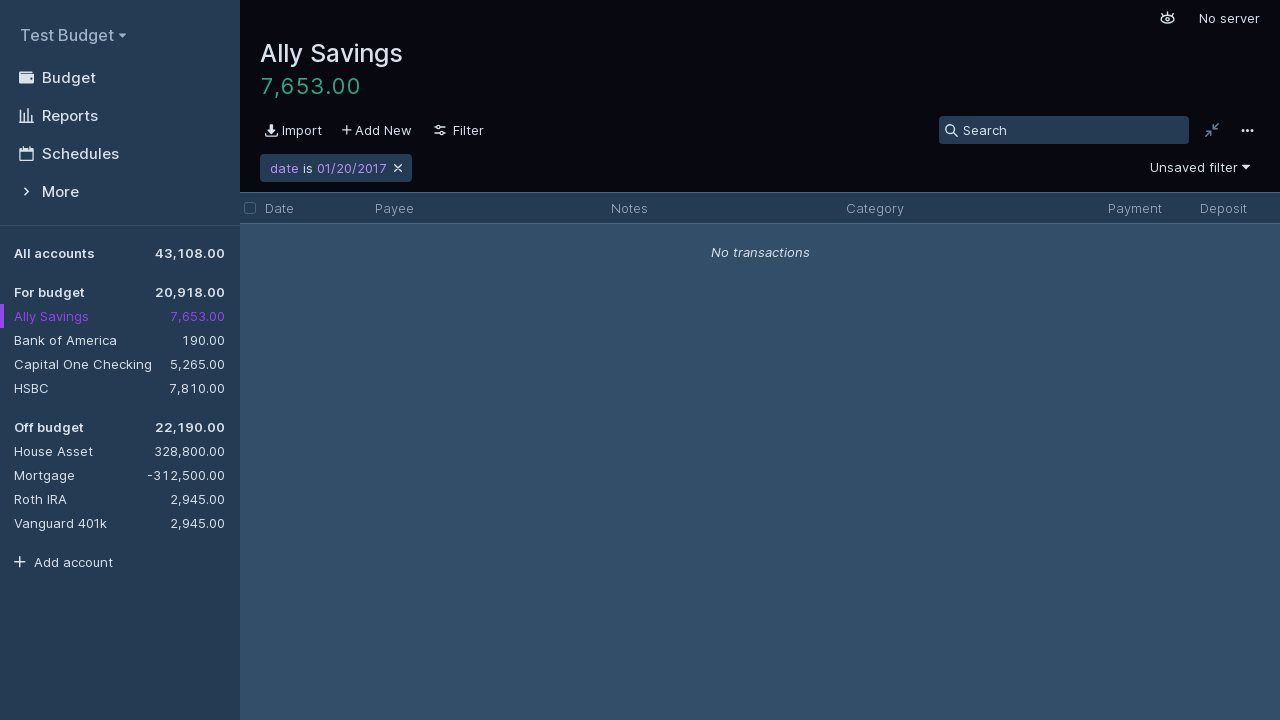 Test Budget
Budget
Reports
Schedules
More
All accounts 43,108.00
For budget 20,918.00
Ally Savings 7,653.00
Bank of America 190.00
Capital One Checking 5,265.00
HSBC 7,810.00
Off budget 22,190.00
House Asset 328,800.00
Mortgage -312,500.00
Roth IRA 2,945.00
Vanguard 401k 2,945.00
Add account
No server
Ally Savings
7,653.00
Import Add New Filter Search
date is 01/20/2017 Unsaved filter
Date Payee Notes Category Payment Deposit
No transactions